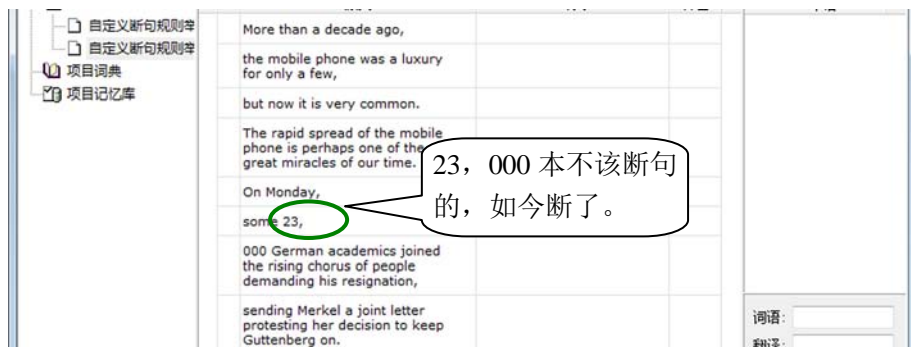 自定义断句规则
自定义断句规则
项目词典
项目记忆库
More than a decade ago,
the mobile phone was a luxury
for only a few,
but now it is very common.
The rapid spread of the mobile
phone is perhaps one of the
great miracles of our time.
On Monday,
some 23,
000 German academics joined
the rising chorus of people
demanding his resignation,
sending Merkel a joint letter
protesting her decision to keep
Guttenberg on.
23，000 本不该断句
的，如今断了。
词语:
翻译: